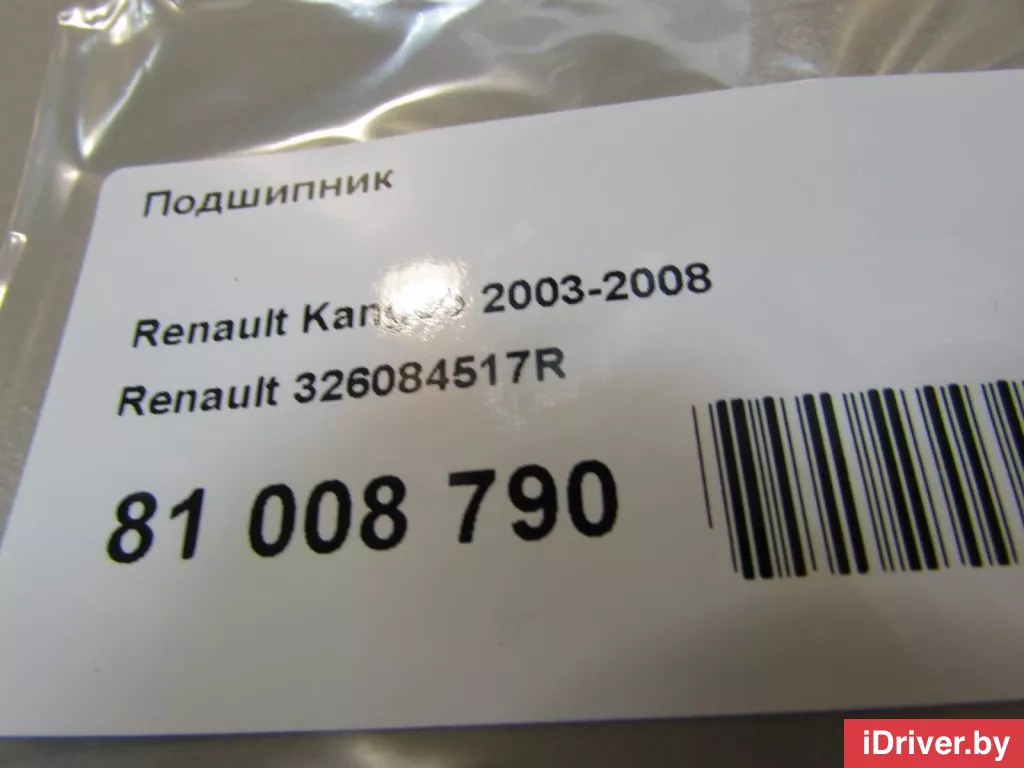 Подшипник
Renault 2003-2008
Renault 326084517R
81 008 790
iDriver.by